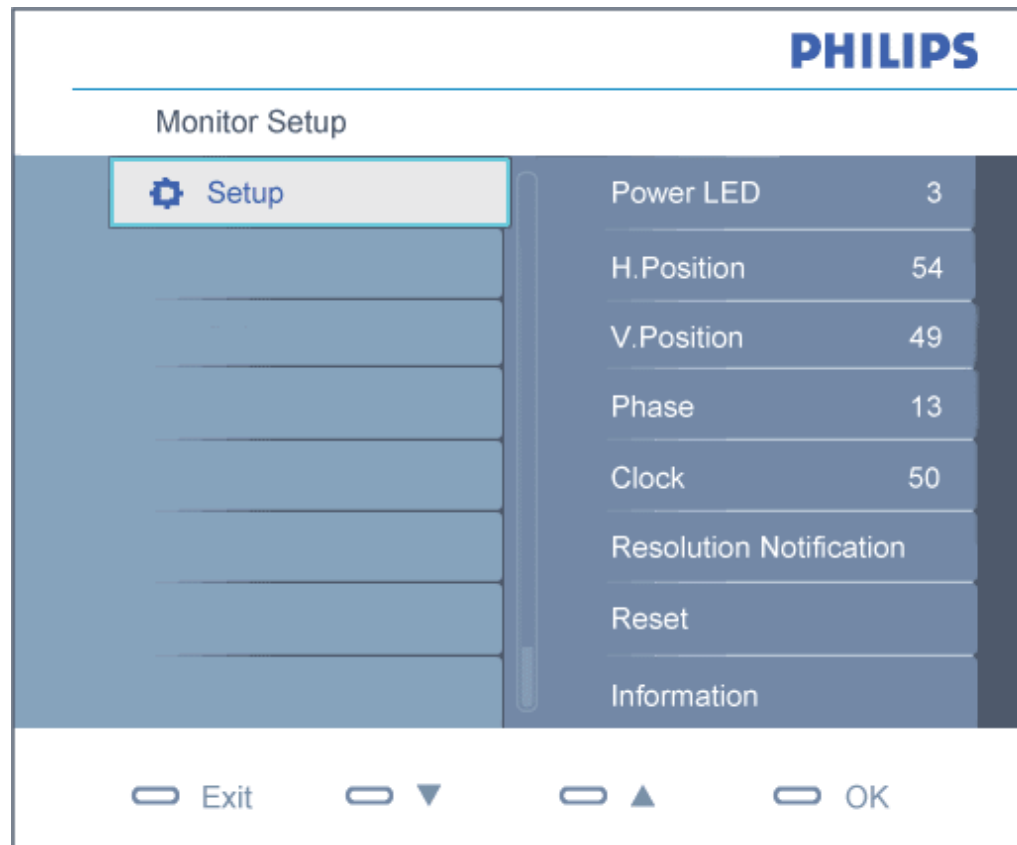 PHILIPS
Monitor Setup
Setup
Power LED 3
H.Position 54
V.Position 49
Phase 13
Clock 50
Resolution Notification
Reset
Information
Exit ▼ ▲ OK